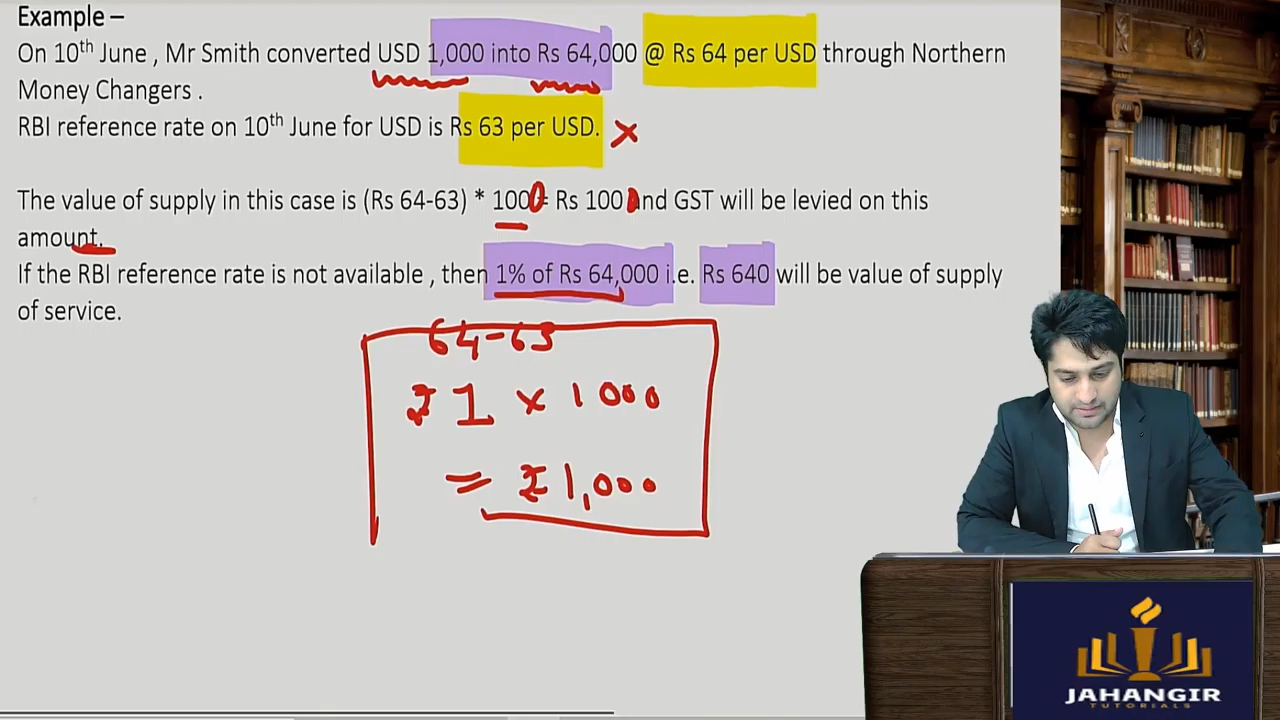 Example –
On 10th June , Mr Smith converted USD 1,000 into Rs 64,000 @ Rs 64 per USD through Northern
Money Changers .
RBI reference rate on 10th June for USD is Rs 63 per USD. ×
The value of supply in this case is (Rs 64-63) * 1000= Rs 1000 and GST will be levied on this
amount.
If the RBI reference rate is not available , then 1% of Rs 64,000 i.e. Rs 640 will be value of supply
of service.
64-63
₹ 1 × 1000
= ₹ 1,000
JAHANGIR
TUTORIALS